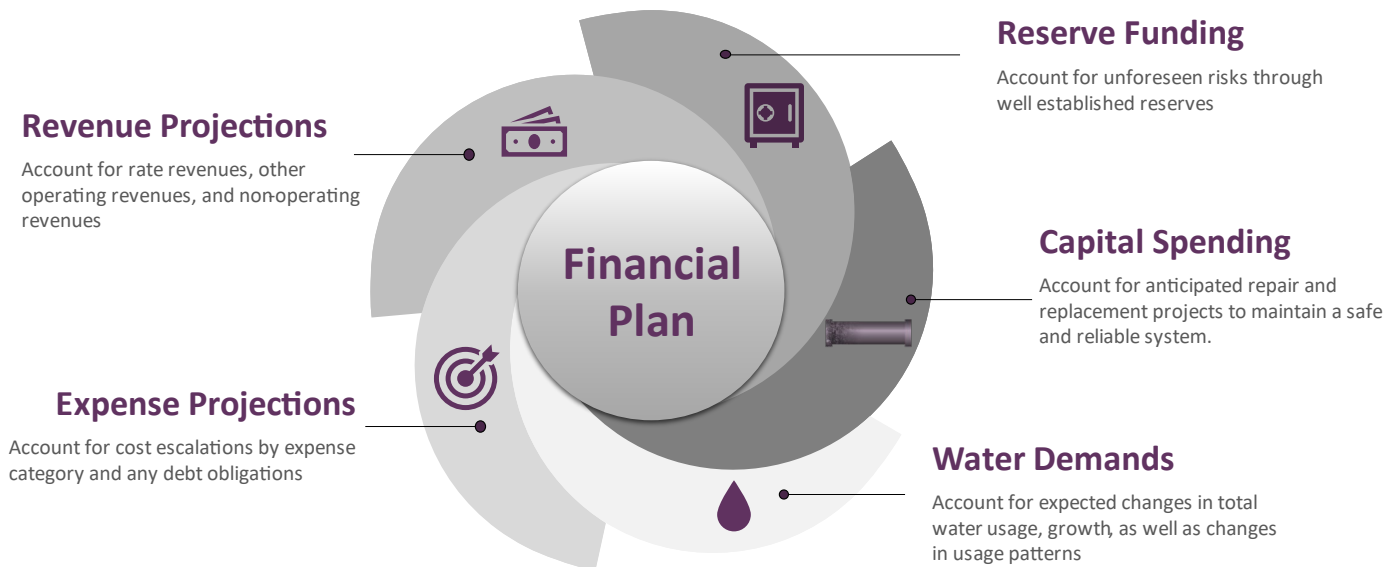 Reserve Funding
Account for unforeseen risks through
well established reserves
Revenue Projections
Account for rate revenues, other
operating revenues, and non-operating
revenues
Financial
Plan
Capital Spending
Account for anticipated repair and
replacement projects to maintain a safe
and reliable system.
Expense Projections
Account for cost escalations by expense
category and any debt obligations
Water Demands
Account for expected changes in total
water usage, growth, as well as changes
in usage patterns